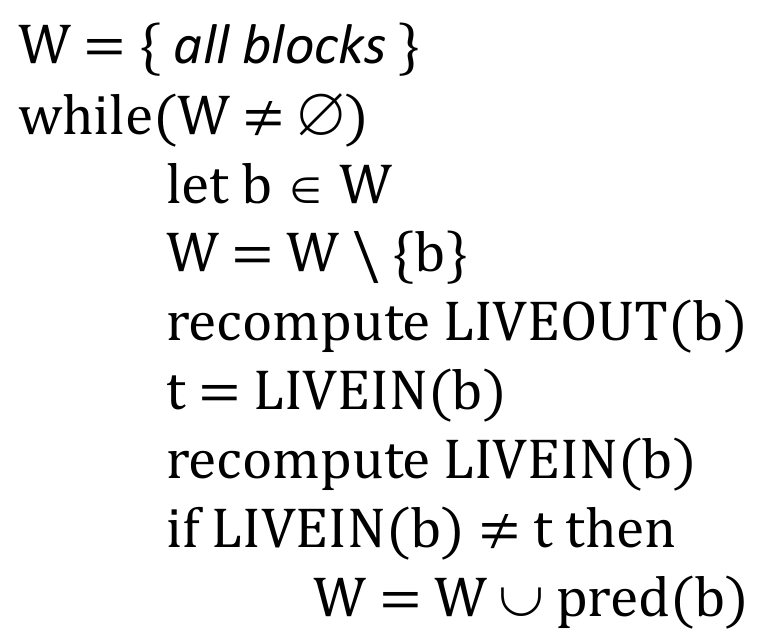 W = { all blocks }
while(W ≠ ∅)
let b ∈ W
W = W \ {b}
recompute LIVEOUT(b)
t = LIVEIN(b)
recompute LIVEIN(b)
if LIVEIN(b) ≠ t then
W = W ∪ pred(b)